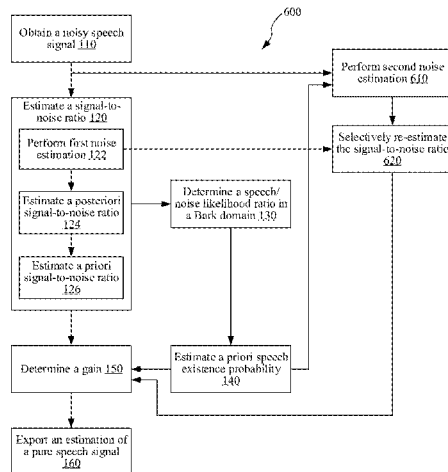 600
Obtain a noisy speech
signal 110
Perform second noise
estimation 610
Estimate a signal-to-
noise ratio 120
Perform first noise
estimation 122
Selectively re-estimate
the signal-to-noise ratio
620
Estimate a posteriori
signal-to-noise ratio
124
Determine a speech/
noise likelihood ratio in
a Bark domain 130
Estimate a priori
signal-to-noise ratio
126
Determine a gain 150
Estimate a priori speech
existence probability
140
Export an estimation of
a pure speech signal
160